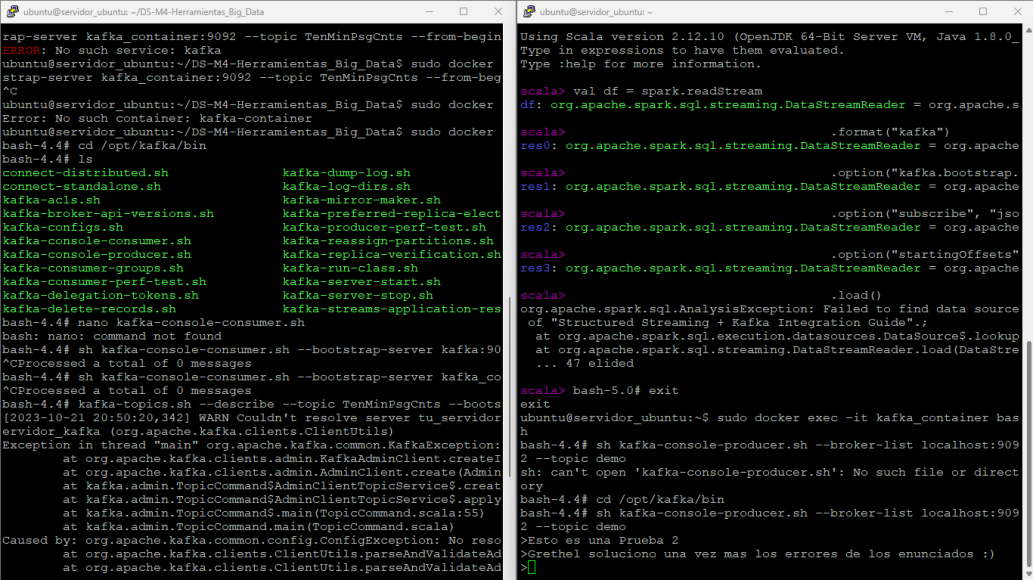 ubuntu@servidor_ubuntu: ~/DS-M4-Herramientas_Big_Data
rap-server kafka_container:9092 --topic TenMinPsgCnts --from-begin
ERROR: No such service: kafka
ubuntu@servidor_ubuntu:~/DS-M4-Herramientas_Big_Data$ sudo docker
strap-server kafka_container:9092 --topic TenMinPsgCnts --from-beg
^C
ubuntu@servidor_ubuntu:~/DS-M4-Herramientas_Big_Data$ sudo docker
Error: No such container: kafka-container
ubuntu@servidor_ubuntu:~/DS-M4-Herramientas_Big_Data$ sudo docker
bash-4.4# cd /opt/kafka/bin
bash-4.4# ls
connect-distributed.sh kafka-dump-log.sh
connect-standalone.sh kafka-log-dirs.sh
kafka-acls.sh kafka-mirror-maker.sh
kafka-broker-api-versions.sh kafka-preferred-replica-elect
kafka-configs.sh kafka-producer-perf-test.sh
kafka-console-consumer.sh kafka-reassign-partitions.sh
kafka-console-producer.sh kafka-replica-verification.sh
kafka-consumer-groups.sh kafka-run-class.sh
kafka-consumer-perf-test.sh kafka-server-start.sh
kafka-delegation-tokens.sh kafka-server-stop.sh
kafka-delete-records.sh kafka-streams-application-res
bash-4.4# nano kafka-console-consumer.sh
bash: nano: command not found
bash-4.4# sh kafka-console-consumer.sh --bootstrap-server kafka:90
^CProcessed a total of 0 messages
bash-4.4# sh kafka-console-consumer.sh --bootstrap-server kafka_co
^CProcessed a total of 0 messages
bash-4.4# kafka-topics.sh --describe --topic TenMinPsgCnts --boots
[2023-10-21 20:50:20,342] WARN Couldn't resolve server tu_servidor
ervidor_kafka (org.apache.kafka.clients.ClientUtils)
Exception in thread "main" org.apache.kafka.common.KafkaException:
at org.apache.kafka.clients.admin.KafkaAdminClient.createI
at org.apache.kafka.clients.admin.AdminClient.create(Admin
at kafka.admin.TopicCommand$AdminClientTopicService$.creat
at kafka.admin.TopicCommand$AdminClientTopicService$.apply
at kafka.admin.TopicCommand$.main(TopicCommand.scala:55)
at kafka.admin.TopicCommand.main(TopicCommand.scala)
Caused by: org.apache.kafka.common.config.ConfigException: No reso
at org.apache.kafka.clients.ClientUtils.parseAndValidateAd
at org.apache.kafka.clients.ClientUtils.parseAndValidateAd
ubuntu@servidor_ubuntu: ~
Using Scala version 2.12.10 (OpenJDK 64-Bit Server VM, Java 1.8.0_
Type in expressions to have them evaluated.
Type :help for more information.
scala> val df = spark.readStream
df: org.apache.spark.sql.streaming.DataStreamReader = org.apache.s
scala> .format("kafka")
res0: org.apache.spark.sql.streaming.DataStreamReader = org.apache
scala> .option("kafka.bootstrap.
res1: org.apache.spark.sql.streaming.DataStreamReader = org.apache
scala> .option("subscribe", "jso
res2: org.apache.spark.sql.streaming.DataStreamReader = org.apache
scala> .option("startingOffsets"
res3: org.apache.spark.sql.streaming.DataStreamReader = org.apache
scala> .load()
org.apache.spark.sql.AnalysisException: Failed to find data source
of "Structured Streaming + Kafka Integration Guide".;
at org.apache.spark.sql.execution.datasources.DataSource$.lookup
at org.apache.spark.sql.streaming.DataStreamReader.load(DataStre
... 47 elided
scala> bash-5.0# exit
exit
ubuntu@servidor_ubuntu:~$ sudo docker exec -it kafka_container bas
h
bash-4.4# sh kafka-console-producer.sh --broker-list localhost:909
2 --topic demo
sh: can't open 'kafka-console-producer.sh': No such file or direct
ory
bash-4.4# cd /opt/kafka/bin
bash-4.4# sh kafka-console-producer.sh --broker-list localhost:909
2 --topic demo
>Esto es una Prueba 2
>Grethel soluciono una vez mas los errores de los enunciados :)
>